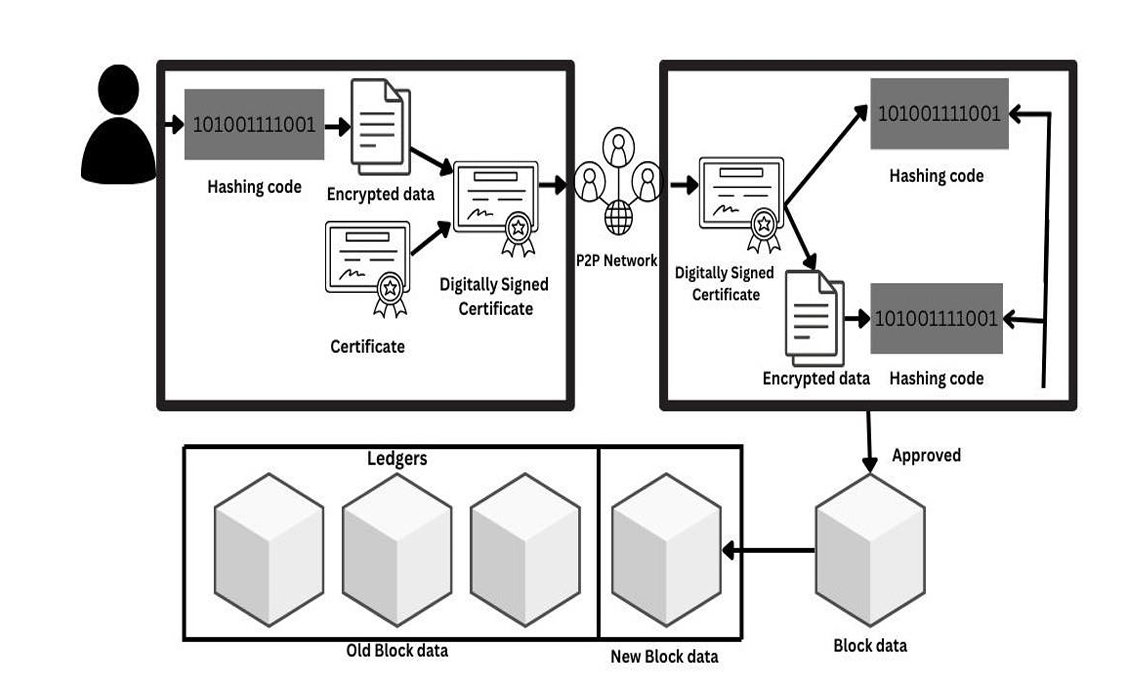 101001111001
Hashing code
Encrypted data
Certificate
Digitally Signed
Certificate
P2P Network
Digitally Signed
Certificate
101001111001
Hashing code
101001111001
Encrypted data
Hashing code
Approved
Ledgers
Old Block data
New Block data
Block data